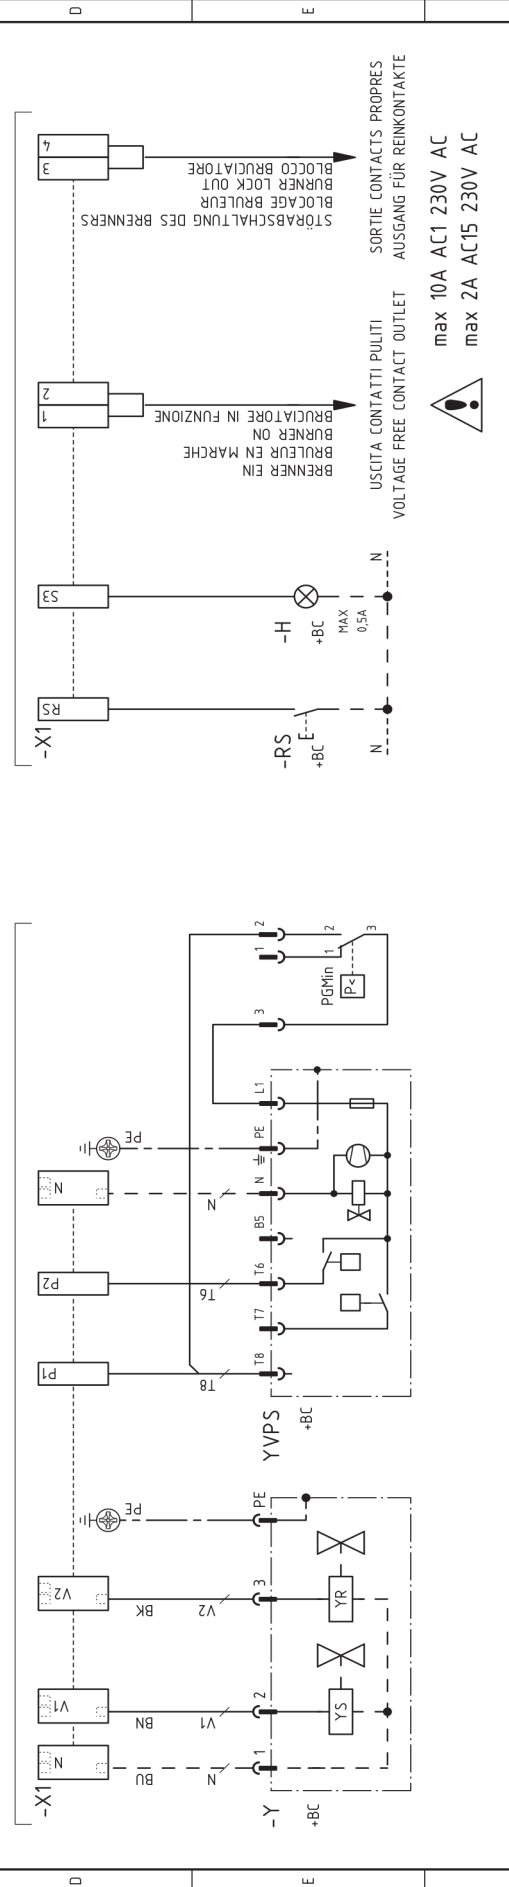 D
E
4
3
BLOCCO BRUCIATORE
BURNER LOCK OUT
BLOCAGE BRULEUR
STÖRABSCHALTUNG DES BRENNERS
SORTIE CONTACTS PROPRES
AUSGANG FÜR REINKONTAKTE
max 10A AC1 230V AC
max 2A AC15 230V AC
2
1
BRUCIATORE IN FUNZIONE
BURNER ON
BRULEUR EN MARCHE
BRENNER EIN
USCITA CONTATTI PULITI
VOLTAGE FREE CONTACT OUTLET
S3
-H
+BC
MAX
0,5A
N
RS
-X1
-RS
+BC
N
2
1
3
PGMin
P<
1
2
3
L1
PE
PE
N
N
N
B5
P2
T6
T6
T7
P1
T8
T8
YVPS
+BC
PE
PE
V2
BK
V2
3
YR
V1
BN
V1
2
YS
N
BU
N
1
-X1
-Y
+BC
D
E